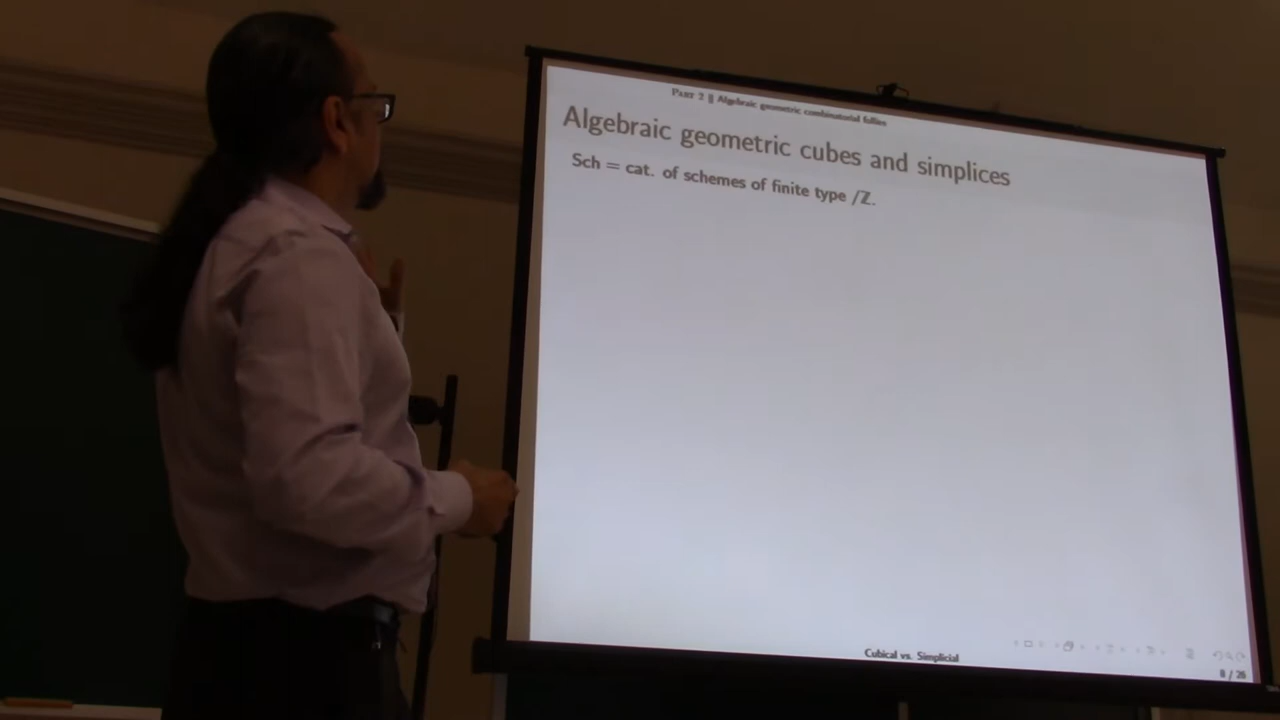 Part 2 || Algebraic geometric combinatorial follies
Algebraic geometric cubes and simplices
Sch = cat. of schemes of finite type /ℤ.
Cubical vs. Simplicial
8 / 26